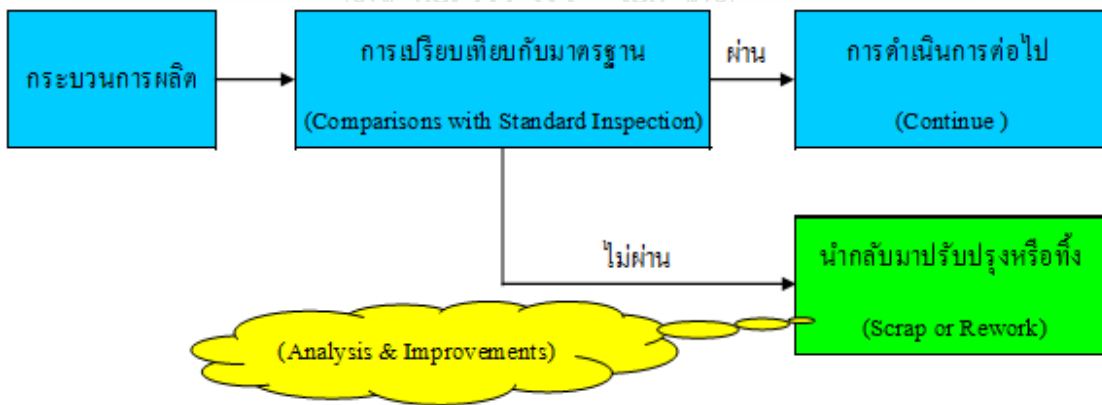 กระบวนการผลิต
การเปรียบเทียบกับมาตรฐาน
(Comparisons with Standard Inspection)
ผ่าน
การดำเนินการต่อไป
(Continue )
ไม่ผ่าน
นำกลับมาปรับปรุงหรือทิ้ง
(Scrap or Rework)
(Analysis & Improvements)